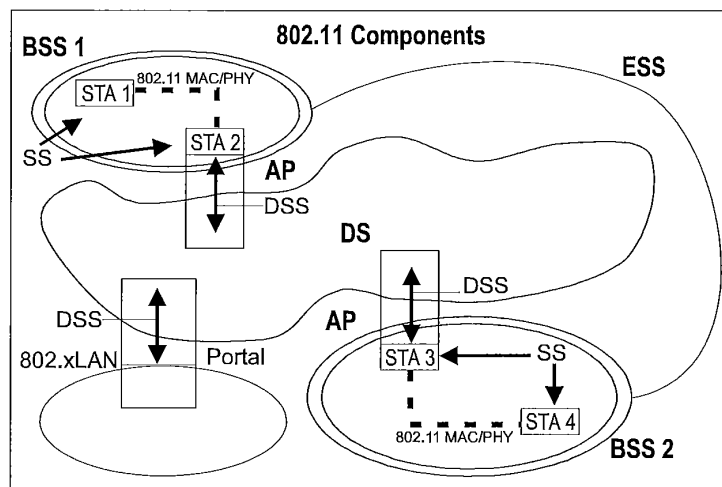 802.11 Components
BSS 1
ESS
802.11 MAC/PHY
STA 1
STA 2
SS
AP
DSS
DS
DSS
DSS
AP
802.xLAN
Portal
STA 3
SS
STA 4
802.11 MAC/PHY
BSS 2